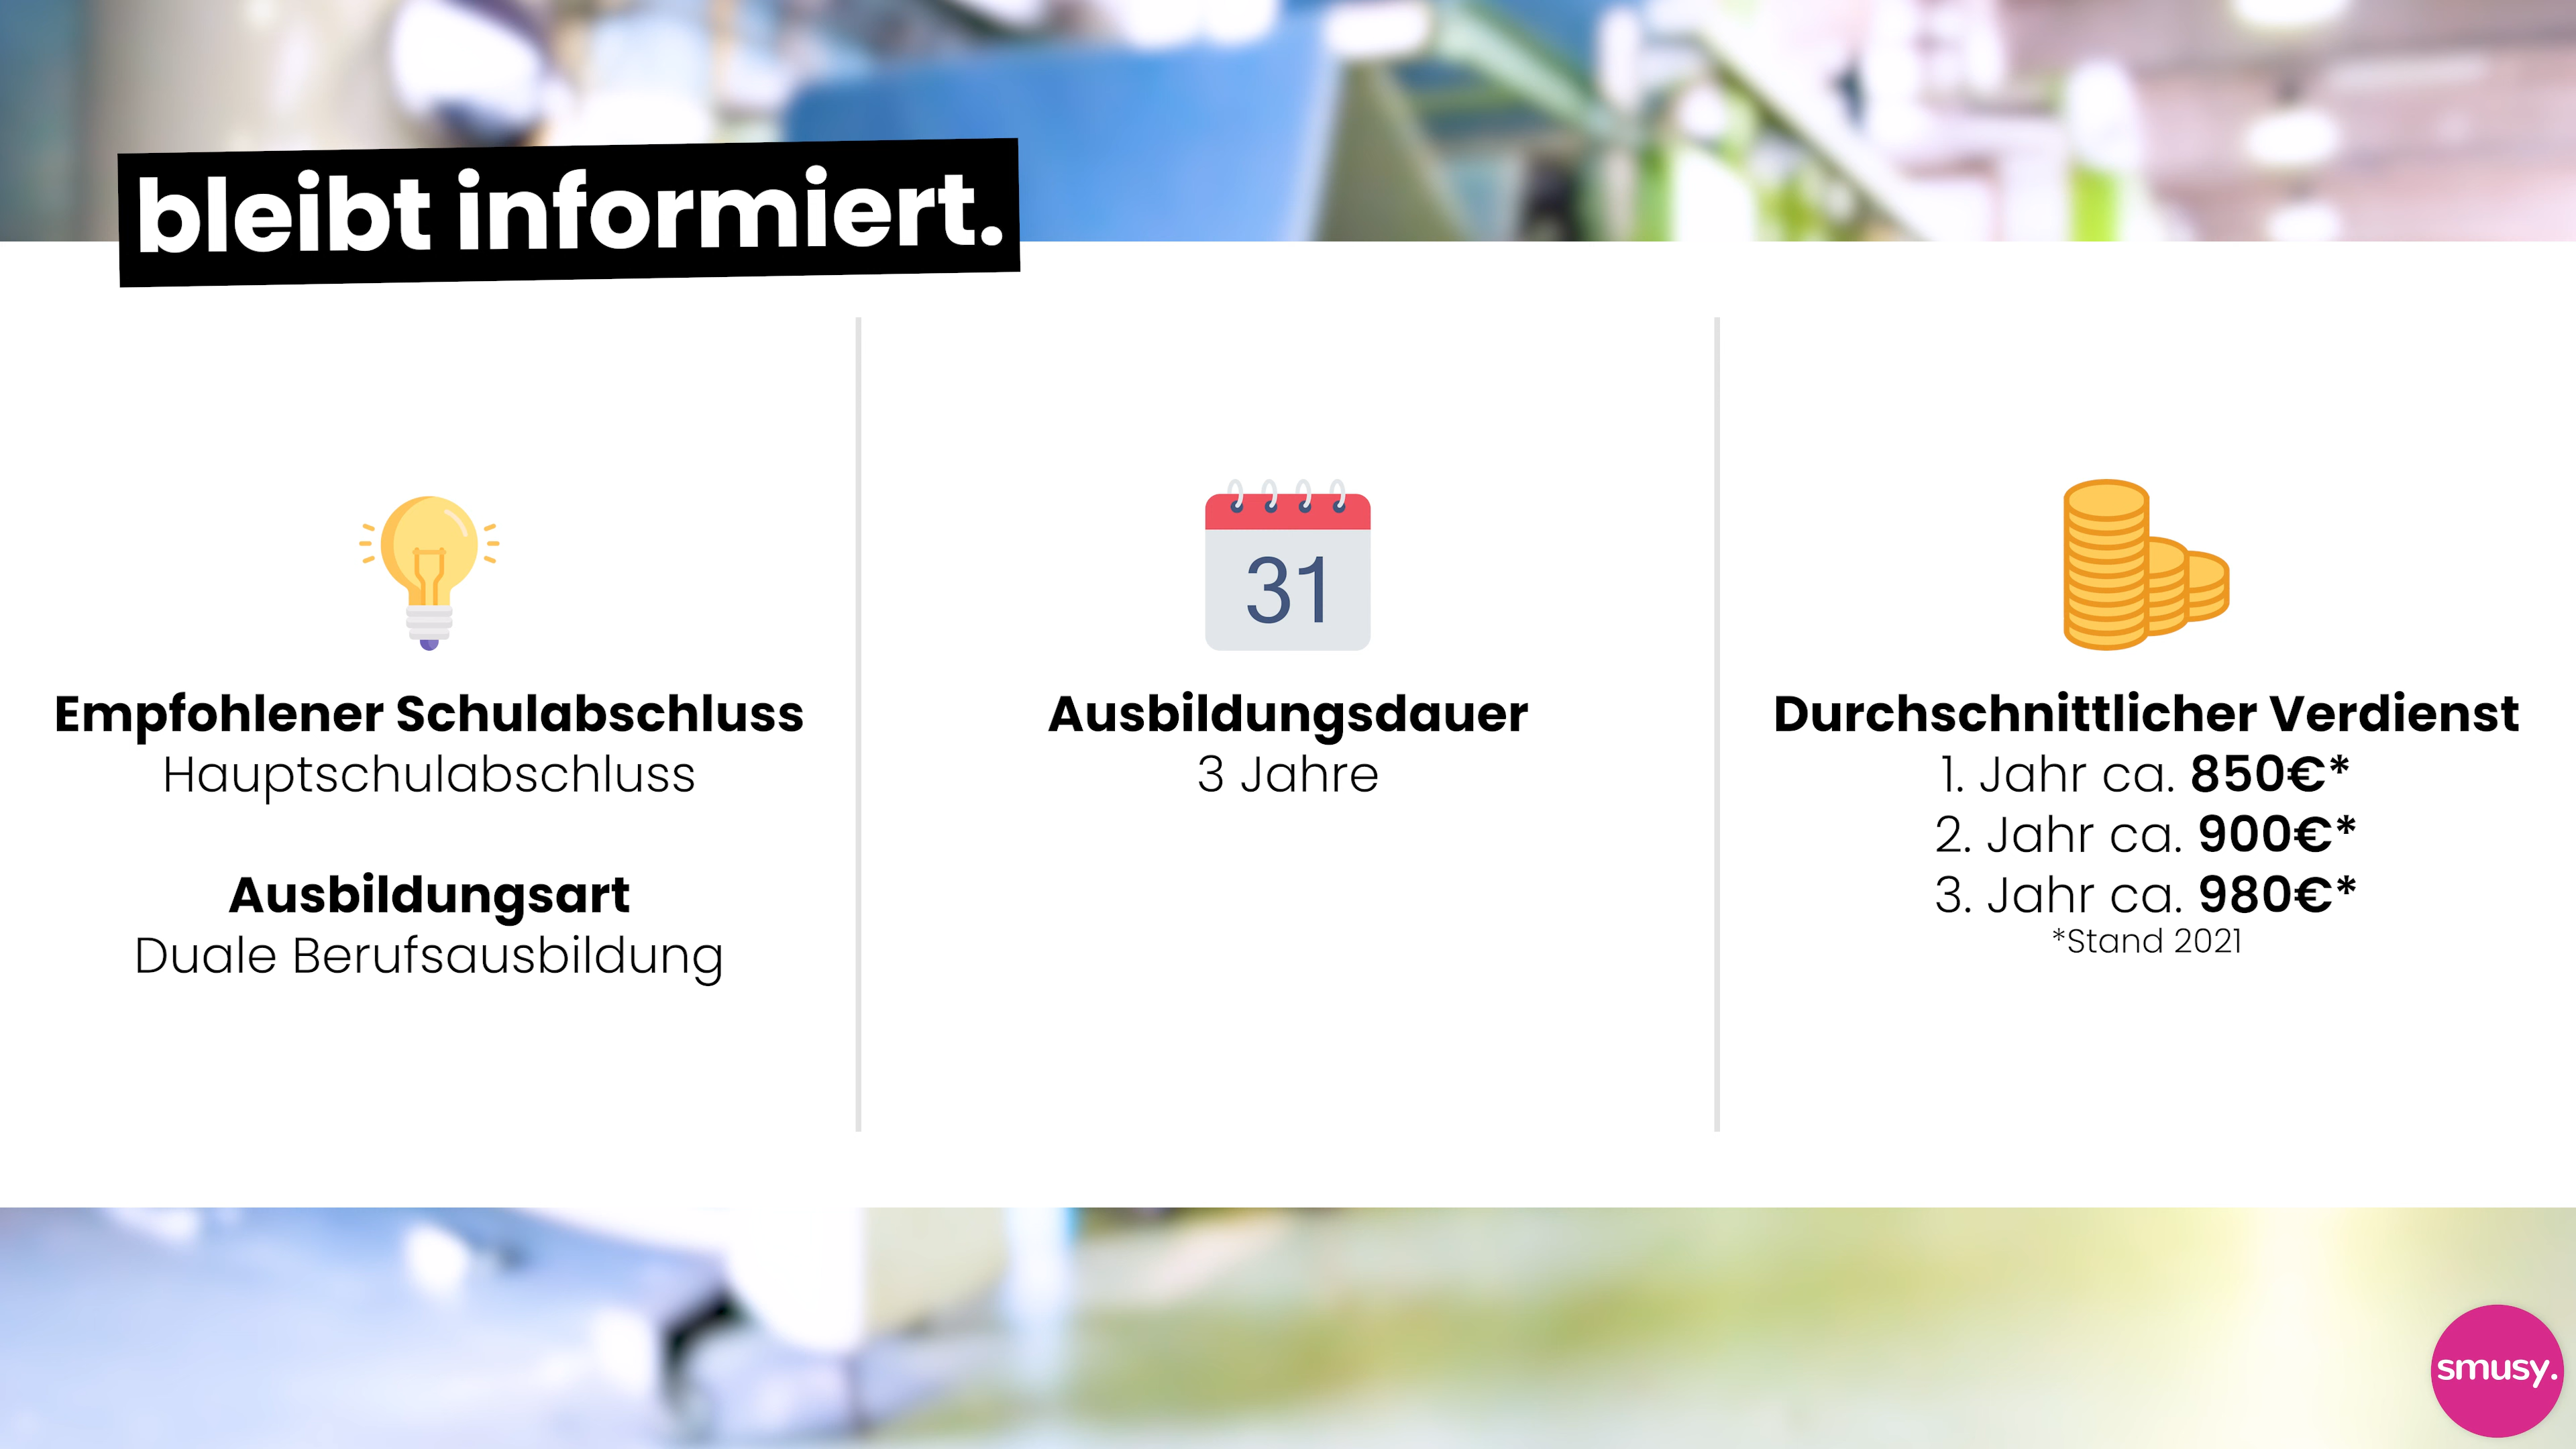 bleibt informiert.
Empfohlener Schulabschluss
Hauptschulabschluss
Ausbildungsart
Duale Berufsausbildung
31
Ausbildungsdauer
3 Jahre
Durchschnittlicher Verdienst
1. Jahr ca. 850€*
2. Jahr ca. 900€*
3. Jahr ca. 980€*
*Stand 2021
smusy.